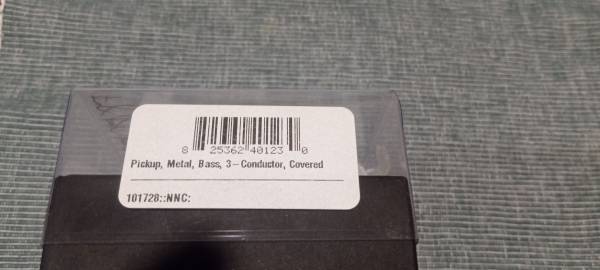 8 25362 40123 0
Pickup, Metal, Bass, 3-Conductor, Covered
101728::NNC: